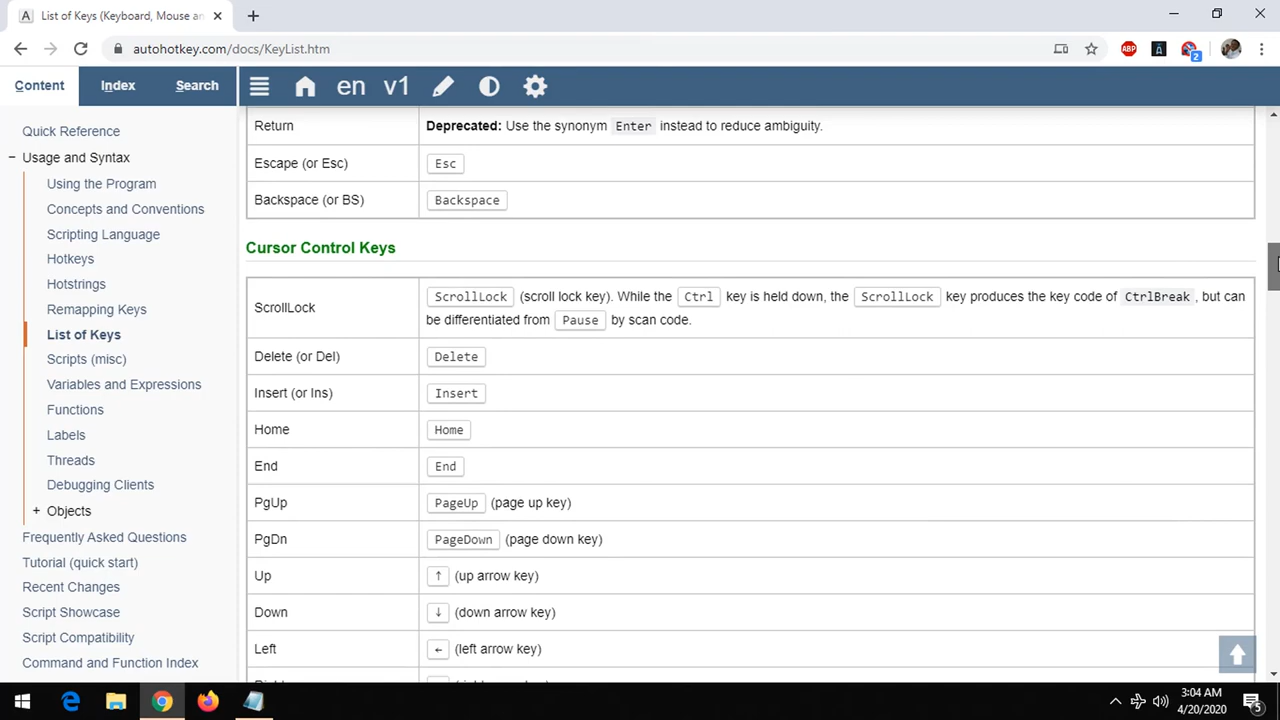 List of Keys (Keyboard, Mouse an
autohotkey.com/docs/KeyList.htm
ABP
2
Content
Index
Search
en
v1
Quick Reference
− Usage and Syntax
Using the Program
Concepts and Conventions
Scripting Language
Hotkeys
Hotstrings
Remapping Keys
List of Keys
Scripts (misc)
Variables and Expressions
Functions
Labels
Threads
Debugging Clients
+ Objects
Frequently Asked Questions
Tutorial (quick start)
Recent Changes
Script Showcase
Script Compatibility
Command and Function Index
Return Deprecated: Use the synonym Enter instead to reduce ambiguity.
Escape (or Esc) Esc
Backspace (or BS) Backspace
Cursor Control Keys
ScrollLock ScrollLock (scroll lock key). While the Ctrl key is held down, the ScrollLock key produces the key code of CtrlBreak, but can
be differentiated from Pause by scan code.
Delete (or Del) Delete
Insert (or Ins) Insert
Home Home
End End
PgUp PageUp (page up key)
PgDn PageDown (page down key)
Up ↑ (up arrow key)
Down ↓ (down arrow key)
Left ← (left arrow key)
3:04 AM
4/20/2020
5